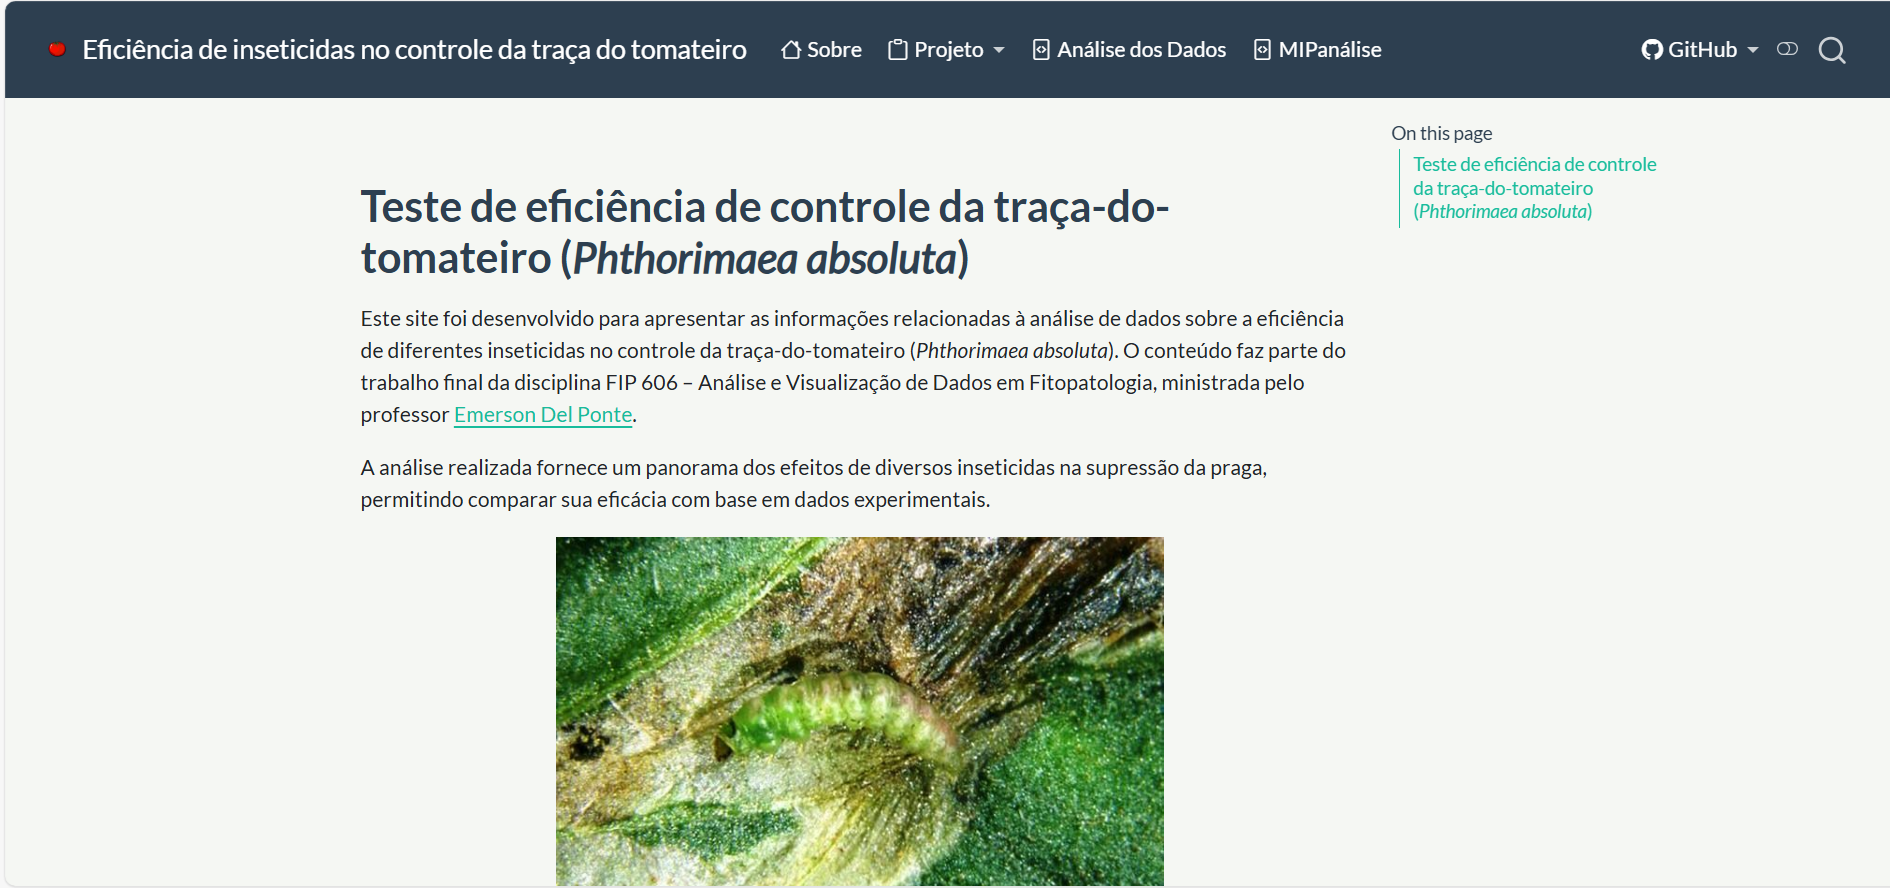 Eficiência de inseticidas no controle da traça do tomateiro Sobre Projeto Análise dos Dados MIPanálise GitHub
On this page
Teste de eficiência de controle
da traça-do-tomateiro
(Phthorimaea absoluta)
Teste de eficiência de controle da traça-do-
tomateiro (Phthorimaea absoluta)
Este site foi desenvolvido para apresentar as informações relacionadas à análise de dados sobre a eficiência
de diferentes inseticidas no controle da traça-do-tomateiro (Phthorimaea absoluta). O conteúdo faz parte do
trabalho final da disciplina FIP 606 – Análise e Visualização de Dados em Fitopatologia, ministrada pelo
professor Emerson Del Ponte.
A análise realizada fornece um panorama dos efeitos de diversos inseticidas na supressão da praga,
permitindo comparar sua eficácia com base em dados experimentais.